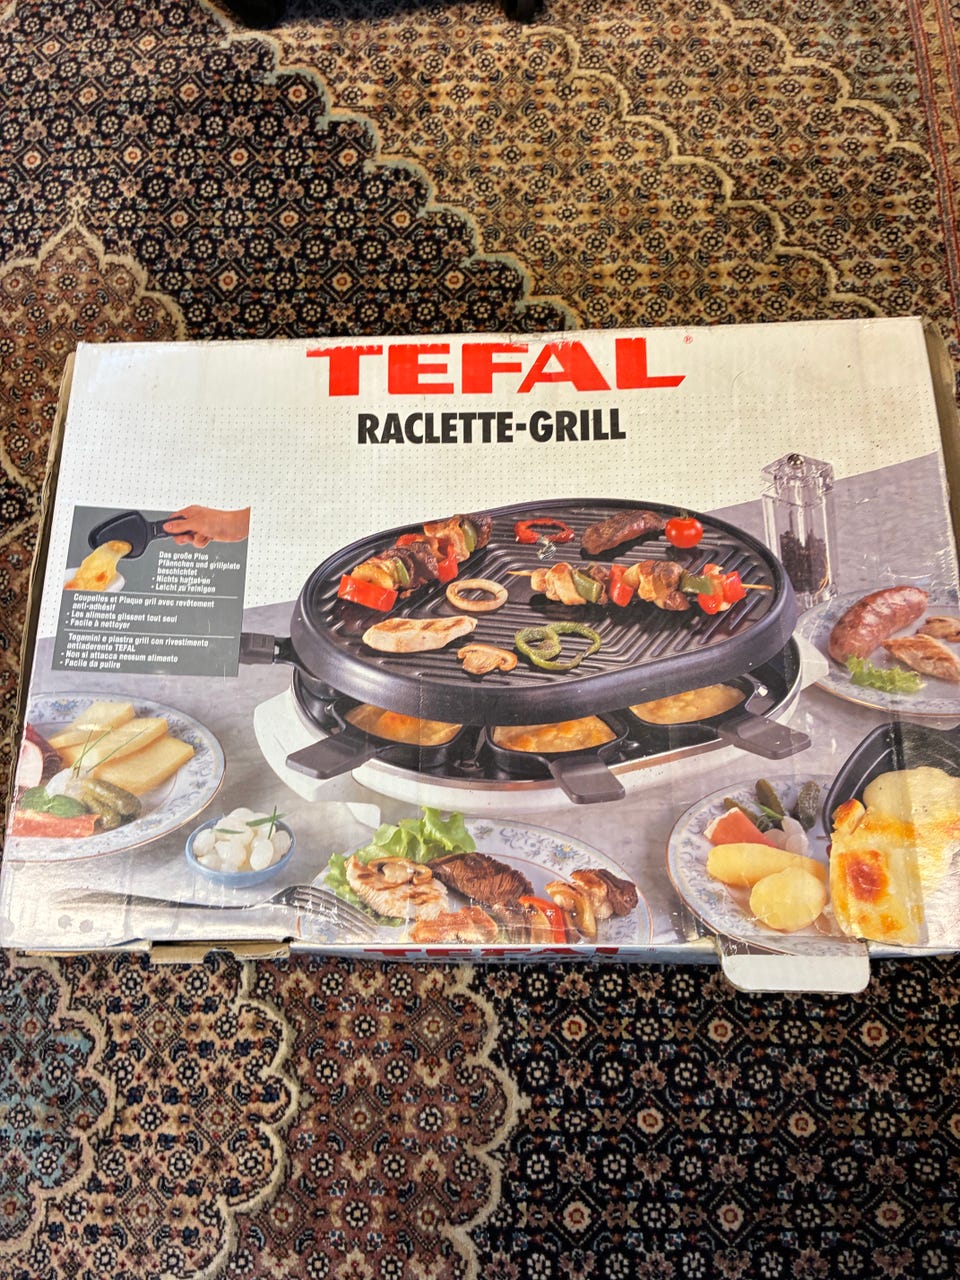 TEFAL®
RACLETTE-GRILL
Das große Plus
Pfännchen und grillplatte
beschichtet
• Nichts haftet an
• Leicht zu reinigen
Coupelles et Plaque gril avec revêtement
anti-adhésif
• Les aliments glissent tout seul
• Facile à nettoyer
Tegamini e piastra grill con rivestimento
antiaderente TEFAL
• Non si attacca nessun alimento
• Facile da pulire